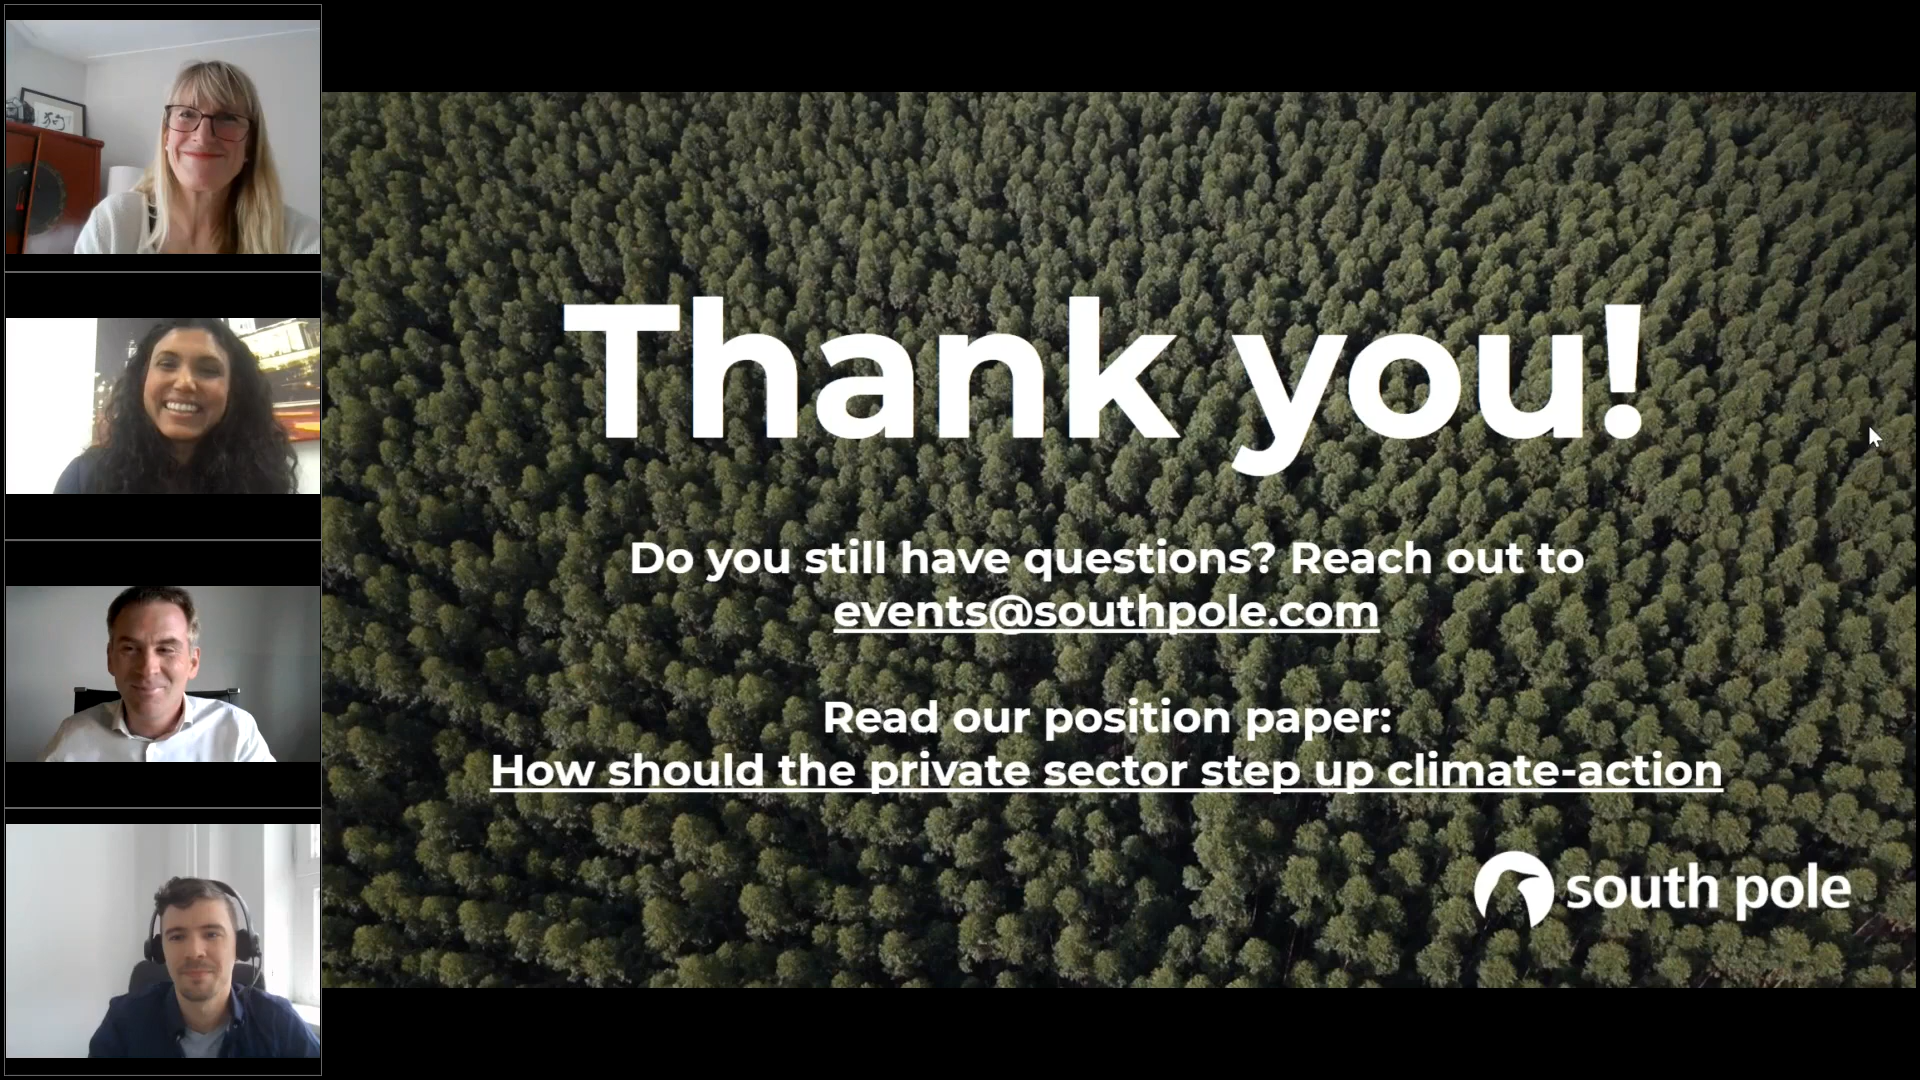 Thank you!
Do you still have questions? Reach out to
events@southpole.com
Read our position paper:
How should the private sector step up climate-action
south pole